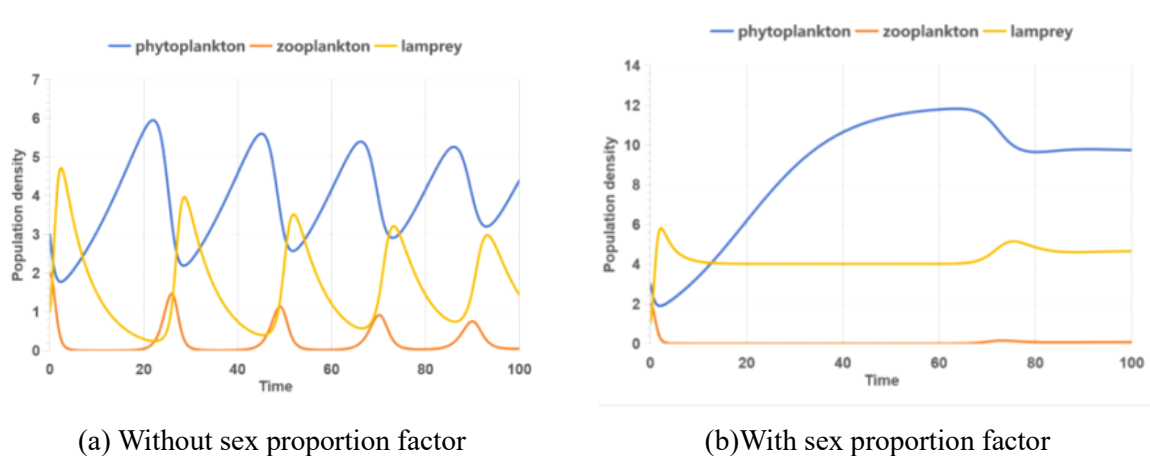 phytoplankton zooplankton lamprey
7
6
5
4
3
2
1
0
Population density
0 20 40 60 80 100
Time
(a) Without sex proportion factor
phytoplankton zooplankton lamprey
14
12
10
8
6
4
2
0
Population density
0 20 40 60 80 100
Time
(b)With sex proportion factor